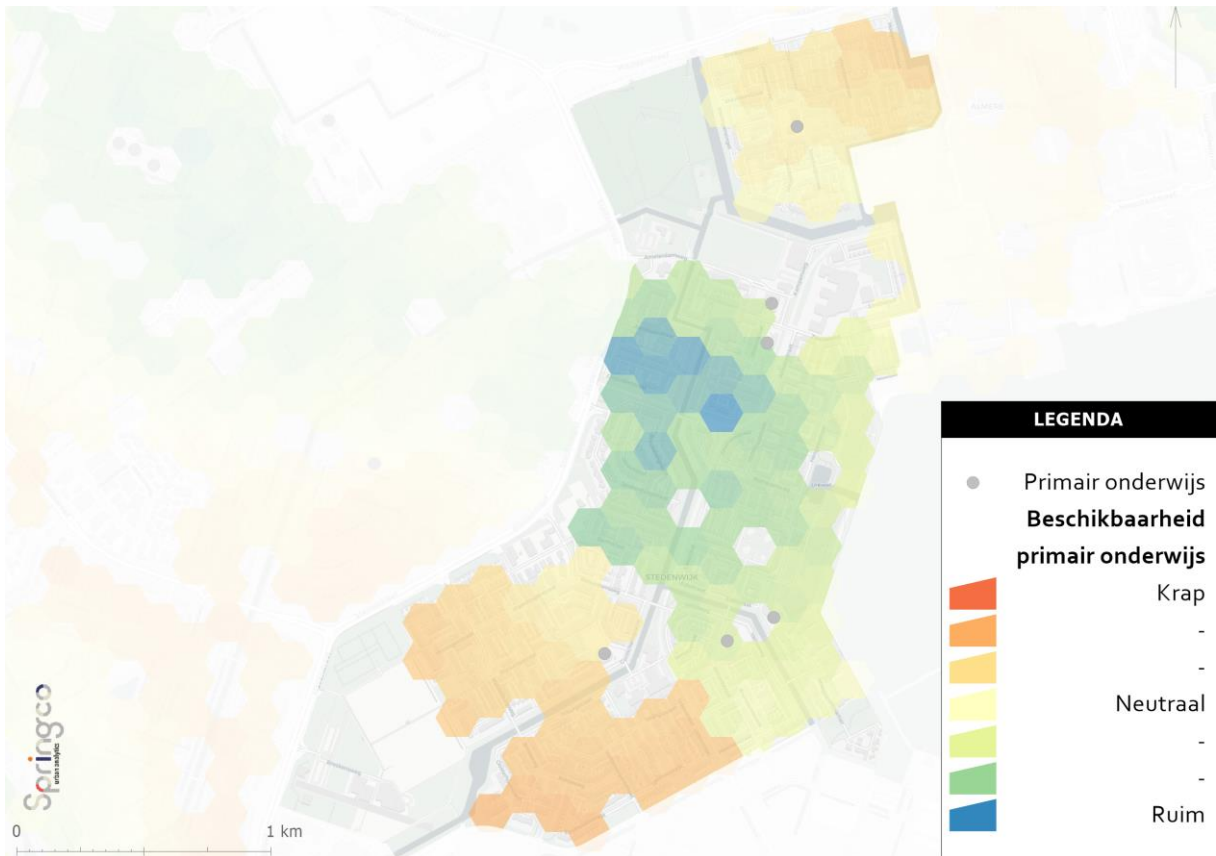 STEDENWIJK
LEGENDA
Primair onderwijs
Beschikbaarheid
primair onderwijs
Krap
-
-
Neutraal
-
-
Ruim
Springco
urban analytics
0
1 km